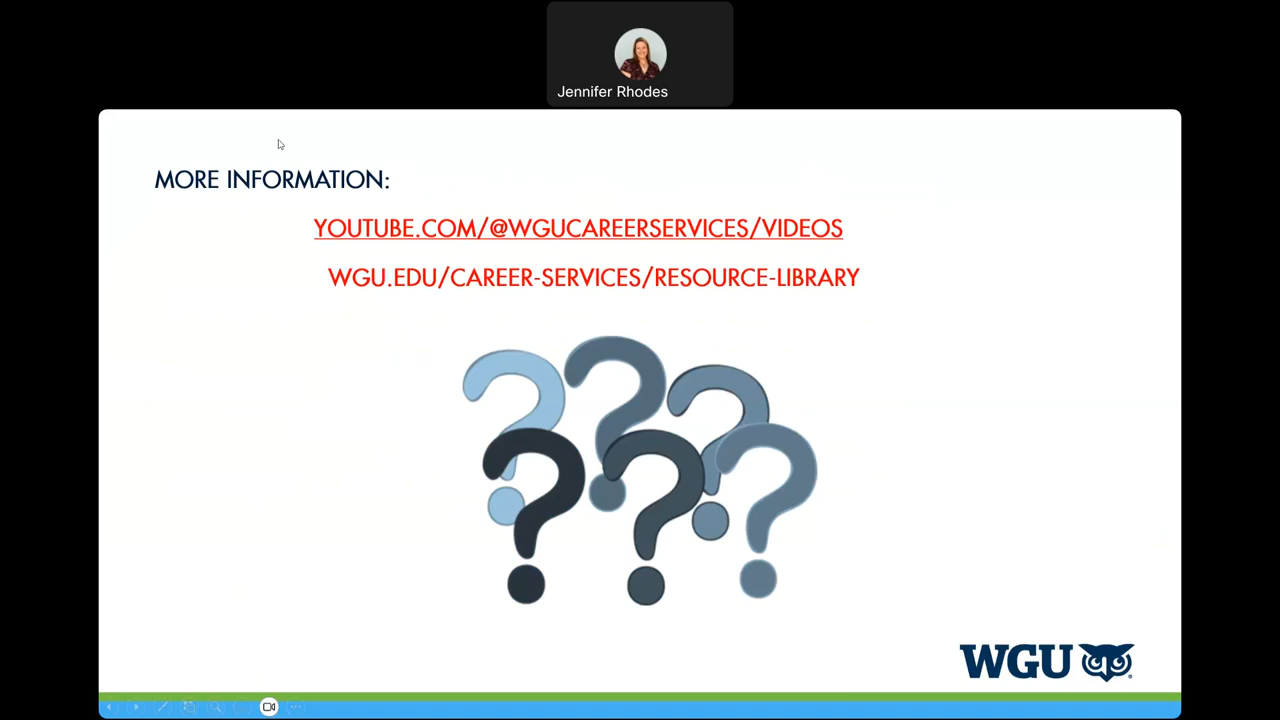 Jennifer Rhodes
MORE INFORMATION:
YOUTUBE.COM/@WGUCAREERSERVICES/VIDEOS
WGU.EDU/CAREER-SERVICES/RESOURCE-LIBRARY
? ? ?
? ? ?
WGU